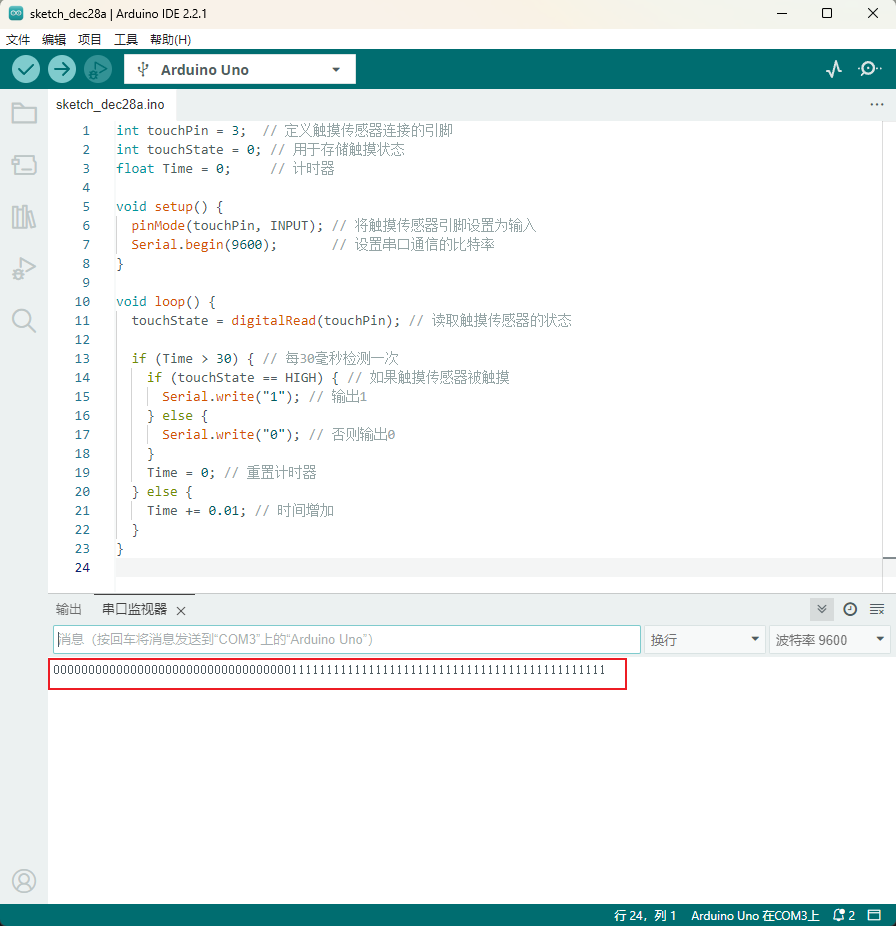 sketch_dec28a | Arduino IDE 2.2.1
文件 编辑 项目 工具 帮助(H)
Arduino Uno
sketch_dec28a.ino
1 int touchPin = 3; // 定义触摸传感器连接的引脚
2 int touchState = 0; // 用于存储触摸状态
3 float Time = 0; // 计时器
4
5 void setup() {
6 pinMode(touchPin, INPUT); // 将触摸传感器引脚设置为输入
7 Serial.begin(9600); // 设置串口通信的比特率
8 }
9
10 void loop() {
11 touchState = digitalRead(touchPin); // 读取触摸传感器的状态
12
13 if (Time > 30) { // 每30毫秒检测一次
14 if (touchState == HIGH) { // 如果触摸传感器被触摸
15 Serial.write("1"); // 输出1
16 } else {
17 Serial.write("0"); // 否则输出0
18 }
19 Time = 0; // 重置计时器
20 } else {
21 Time += 0.01; // 时间增加
22 }
23 }
24
输出 串口监视器
消息（按回车将消息发送到“COM3”上的“Arduino Uno”） 换行 波特率 9600
0000000000000000000000000000000000111111111111111111111111111111111111111111111
行 24，列 1 Arduino Uno 在COM3上 2